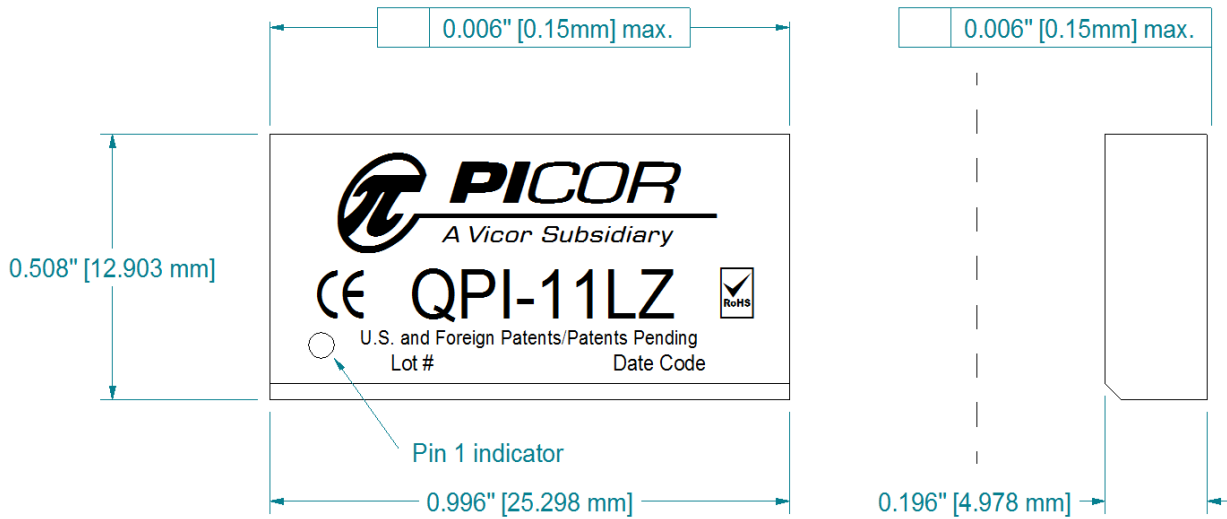 0.006" [0.15mm] max.
0.006" [0.15mm] max.
π PICOR
A Vicor Subsidiary
0.508" [12.903 mm]
CE QPI-11LZ RoHS
U.S. and Foreign Patents/Patents Pending
Lot # Date Code
Pin 1 indicator
0.996" [25.298 mm]
0.196" [4.978 mm]